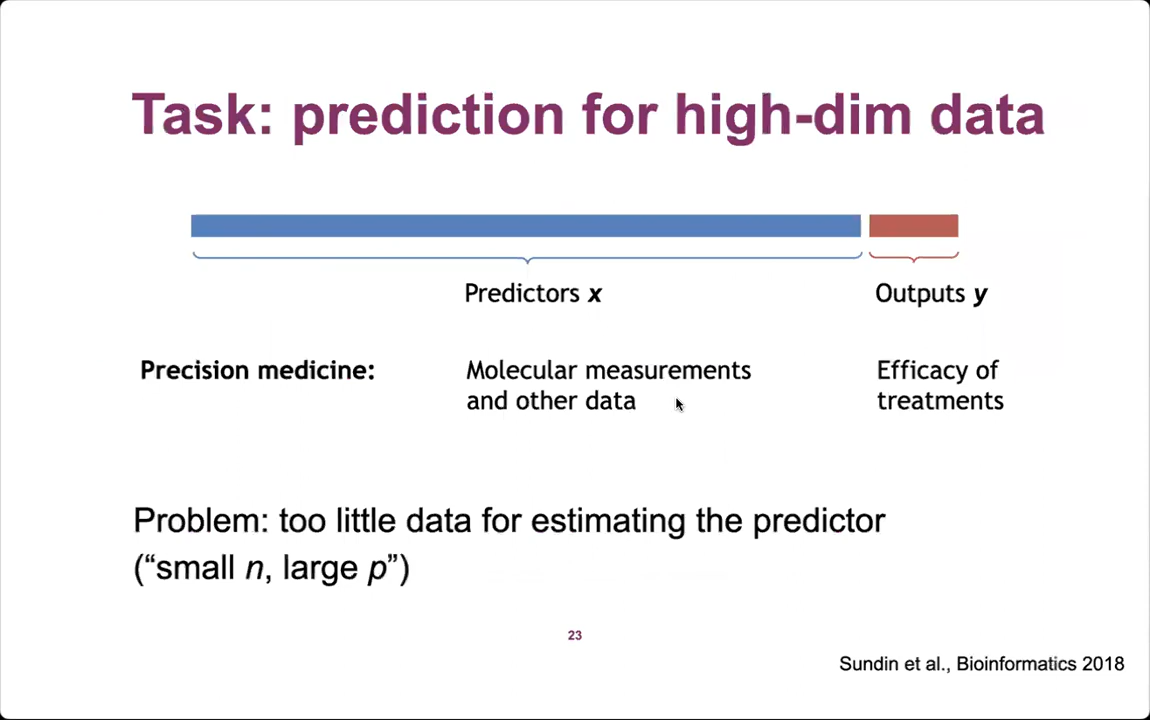 Task: prediction for high-dim data
Predictors x
Outputs y
Precision medicine:
Molecular measurements
and other data
Efficacy of
treatments
Problem: too little data for estimating the predictor
(“small n, large p”)
23
Sundin et al., Bioinformatics 2018